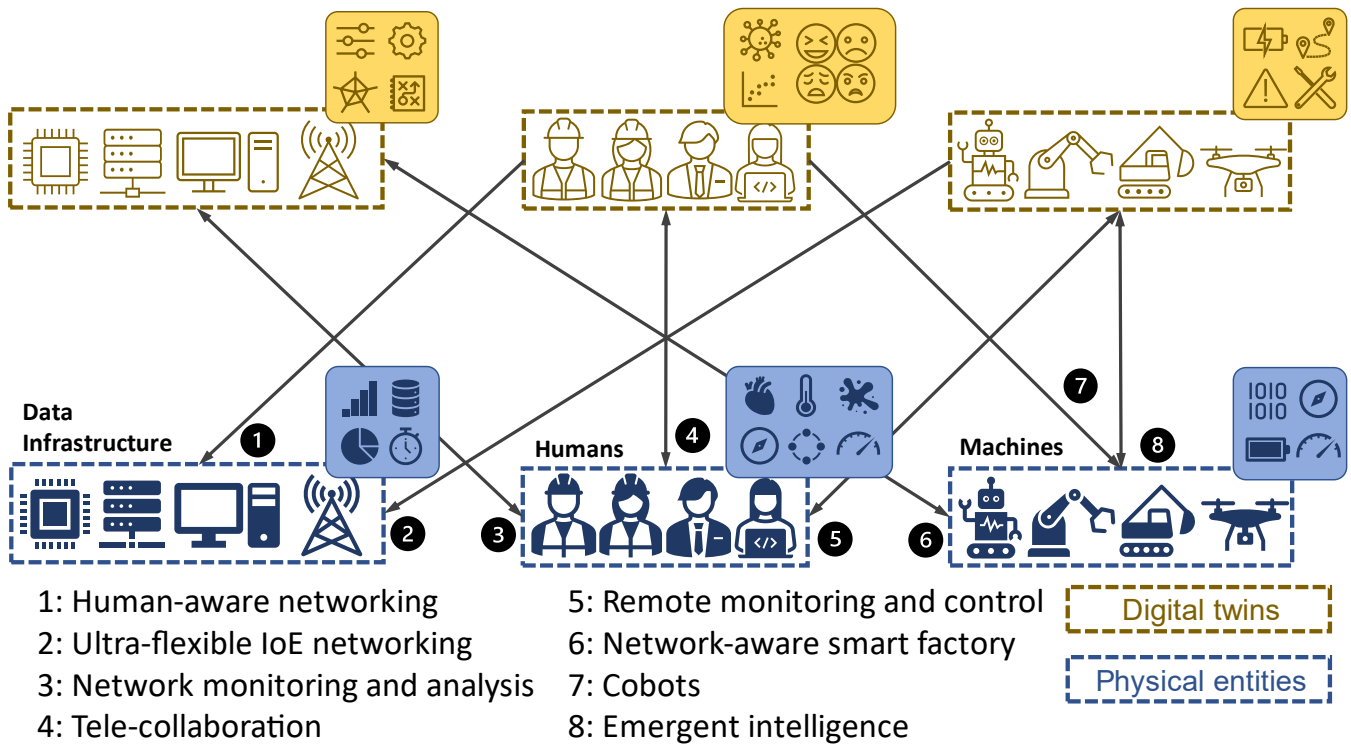 1010
1010
7
Data
Infrastructure
1
4
Humans
Machines
8
</>
</>
2
3
5
6
1: Human-aware networking
2: Ultra-flexible IoE networking
3: Network monitoring and analysis
4: Tele-collaboration
5: Remote monitoring and control
6: Network-aware smart factory
7: Cobots
8: Emergent intelligence
Digital twins
Physical entities